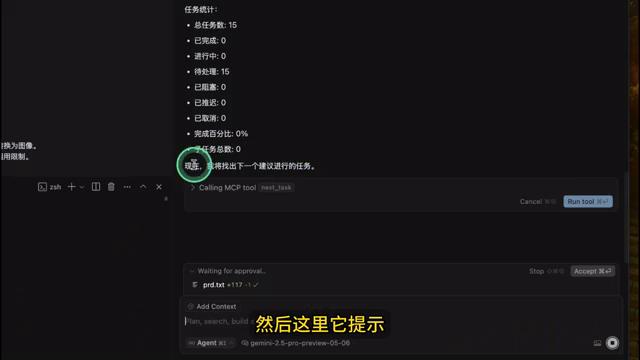 任务统计：
• 总任务数: 15
• 已完成: 0
• 进行中: 0
• 待处理: 15
• 已阻塞: 0
• 已推迟: 0
• 已取消: 0
• 完成百分比: 0%
• 子任务总数: 0
现在，我将找出下一个建议进行的任务。
替换为图像。
用限制。
zsh
Calling MCP tool next_task
Cancel
Run tool
Waiting for approval..
Stop
Accept
prd.txt +117 -1
Add Context
Plan, search, build
然后这里它提示
Agent
gemini-2.5-pro-preview-05-06